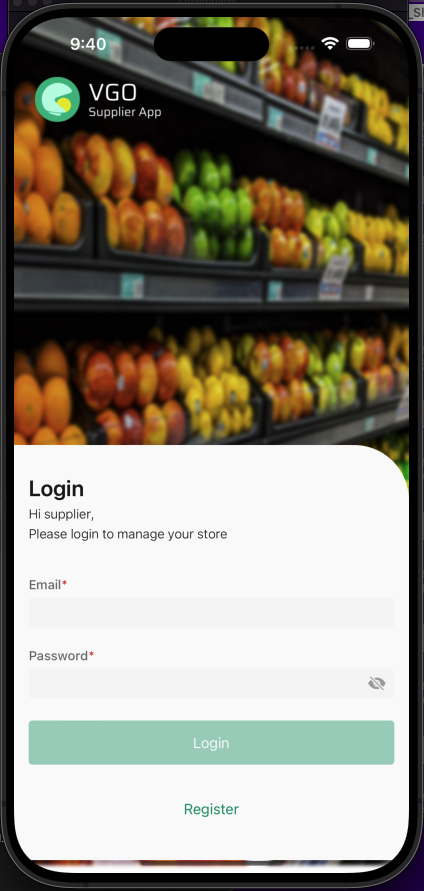 9:40
VGO
Supplier App
Login
Hi supplier,
Please login to manage your store
Email*
Password*
Login
Register